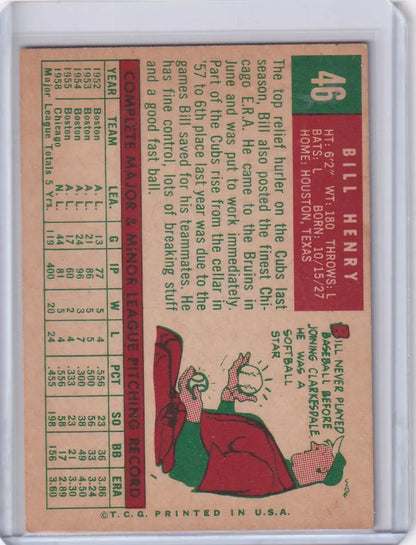 46
BILL HENRY
HT: 6'2" WT: 180 THROWS: L
BATS: L BORN: 10/15/27
HOME: HOUSTON, TEXAS
The top relief hurler on the Cubs last
season, Bill also posted the finest Chi-
cago E.R.A. He came to the Bruins in
June and was put to work immediately.
Part of the Cubs rise from the cellar in
'57 to 6th place last year was due to the
games Bill saved for his teammates. He
has fine control, lots of breaking stuff
and a good fast ball.
BILL NEVER PLAYED
BASEBALL BEFORE
JOINING CLARKESDALE.
HE WAS A
SOFTBALL
STAR
COMPLETE MAJOR & MINOR LEAGUE PITCHING RECORD
YEAR TEAM LEA. G IP W L PCT SO BB ERA
1952 Boston A.L. 13 77 5 4 .556 23 36 3.89
1953 Boston A.L. 21 86 5 5 .500 56 33
1954 Boston A.L. 24 96 3 7 .300 38 49 4.50
1955 Boston A.L. 17 60 2 4 .333 23 21
1958 Chicago N.L. 44 81 5 4 .556 58 17 2.89
Major League Totals 5 Yrs. 119 400 20 24 .455 198 156 3.60
©T.C.G. PRINTED IN U.S.A.